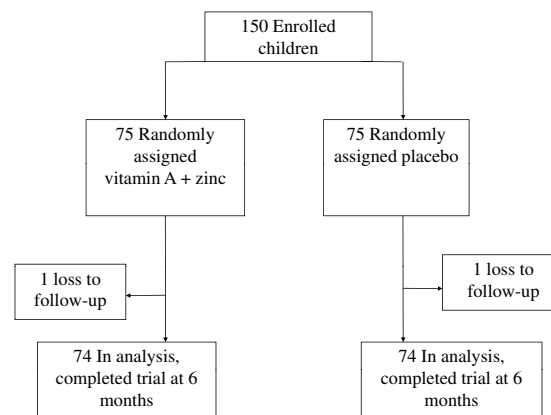 150 Enrolled
children
75 Randomly
assigned
vitamin A + zinc
75 Randomly
assigned placebo
1 loss to
follow-up
1 loss to
follow-up
74 In analysis,
completed trial at 6
months
74 In analysis,
completed trial at 6
months